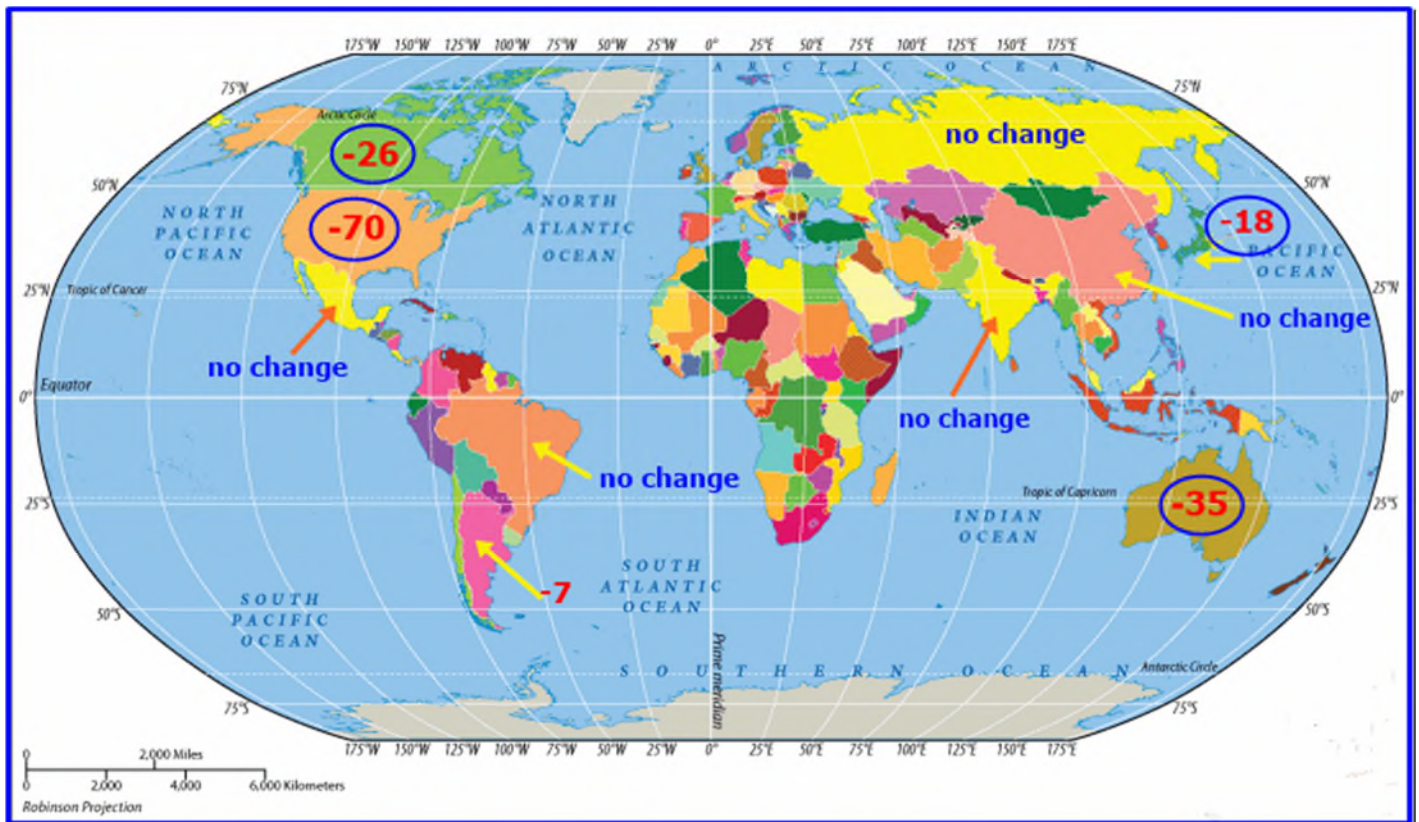 175°W 150°W 125°W 100°W 75°W 50°W 25°W 0° 25°E 50°E 75°E 100°E 125°E 150°E 175°E
A R C T I C O C E A N
75°N
75°N
Arctic Circle
-26
no change
50°N
50°N
NORTH
PACIFIC
OCEAN
-70
NORTH
ATLANTIC
OCEAN
-18
PACIFIC
OCEAN
25°N
Tropic of Cancer
25°N
no change
no change
no change
Equator
0°
0°
no change
Tropic of Capricorn
-35
25°S
25°S
INDIAN
OCEAN
-7
SOUTH
ATLANTIC
OCEAN
SOUTH
PACIFIC
OCEAN
50°S
50°S
Prime meridian
S O U T H E R N O C E A N
Antarctic Circle
75°S
75°S
175°W 150°W 125°W 100°W 75°W 50°W 25°W 0° 25°E 50°E 75°E 100°E 125°E 150°E 175°E
0 2,000 Miles
0 2,000 4,000 6,000 Kilometers
Robinson Projection